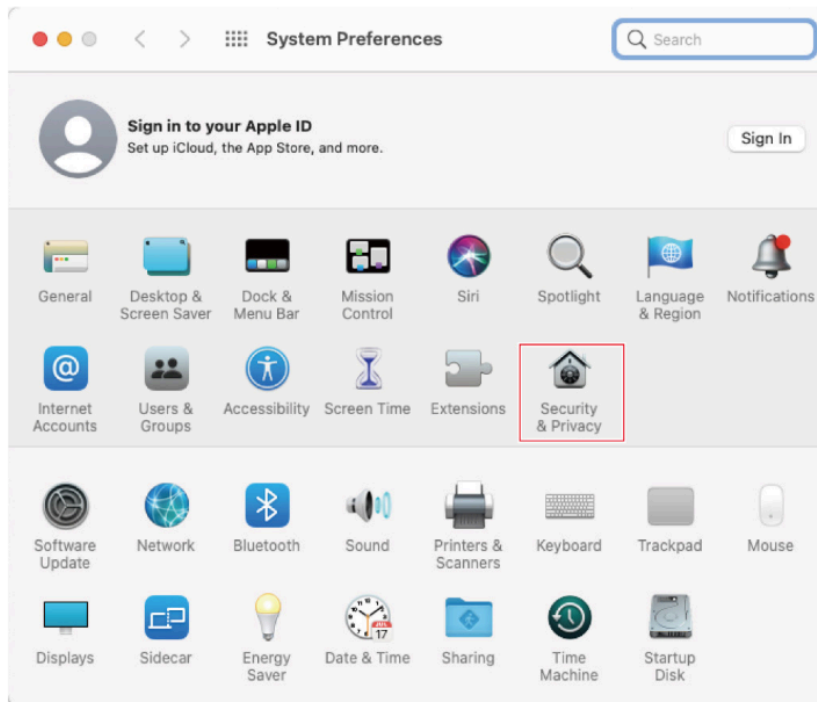 System Preferences
Search
Sign in to your Apple ID
Set up iCloud, the App Store, and more.
Sign In
General
Desktop &
Screen Saver
Dock &
Menu Bar
Mission
Control
Siri
Spotlight
Language
& Region
Notifications
Internet
Accounts
Users &
Groups
Accessibility
Screen Time
Extensions
Security
& Privacy
Software
Update
Network
Bluetooth
Sound
Printers &
Scanners
Keyboard
Trackpad
Mouse
Displays
Sidecar
Energy
Saver
JUL
17
Date & Time
Sharing
Time
Machine
Startup
Disk